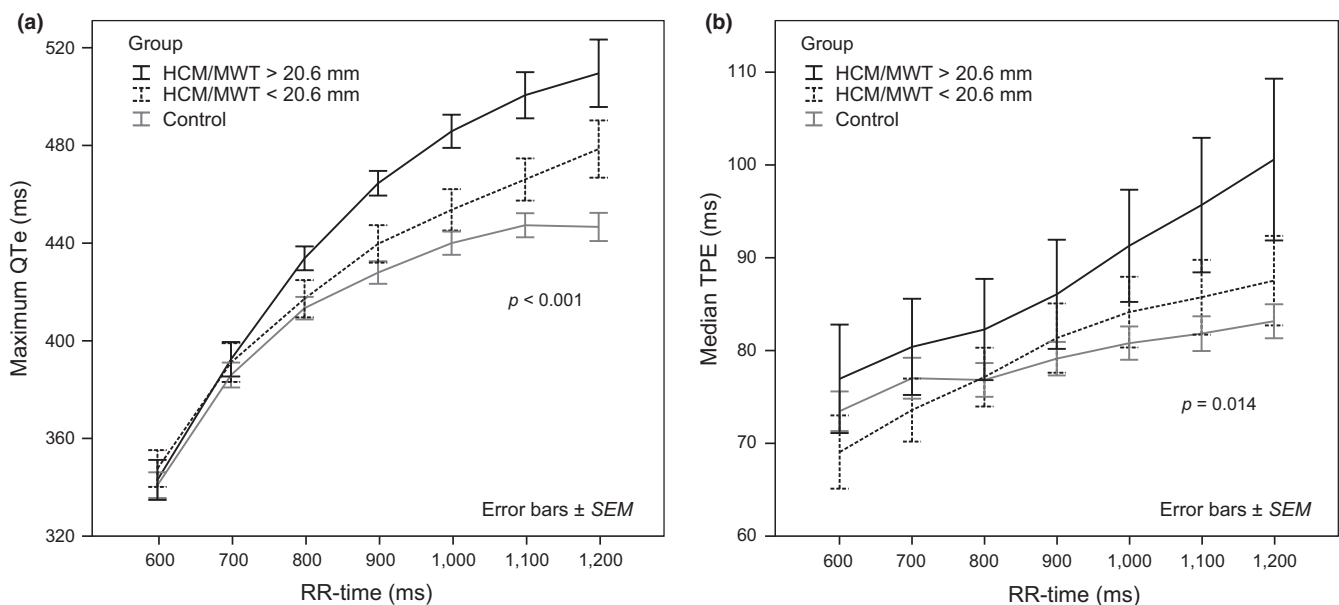 (a)
Maximum QTe (ms)
520
480
440
400
360
320
Group
HCM/MWT > 20.6 mm
HCM/MWT < 20.6 mm
Control
p < 0.001
Error bars ± SEM
600 700 800 900 1,000 1,100 1,200
RR-time (ms)
(b)
Median TPE (ms)
110
100
90
80
70
60
Group
HCM/MWT > 20.6 mm
HCM/MWT < 20.6 mm
Control
p = 0.014
Error bars ± SEM
600 700 800 900 1,000 1,100 1,200
RR-time (ms)